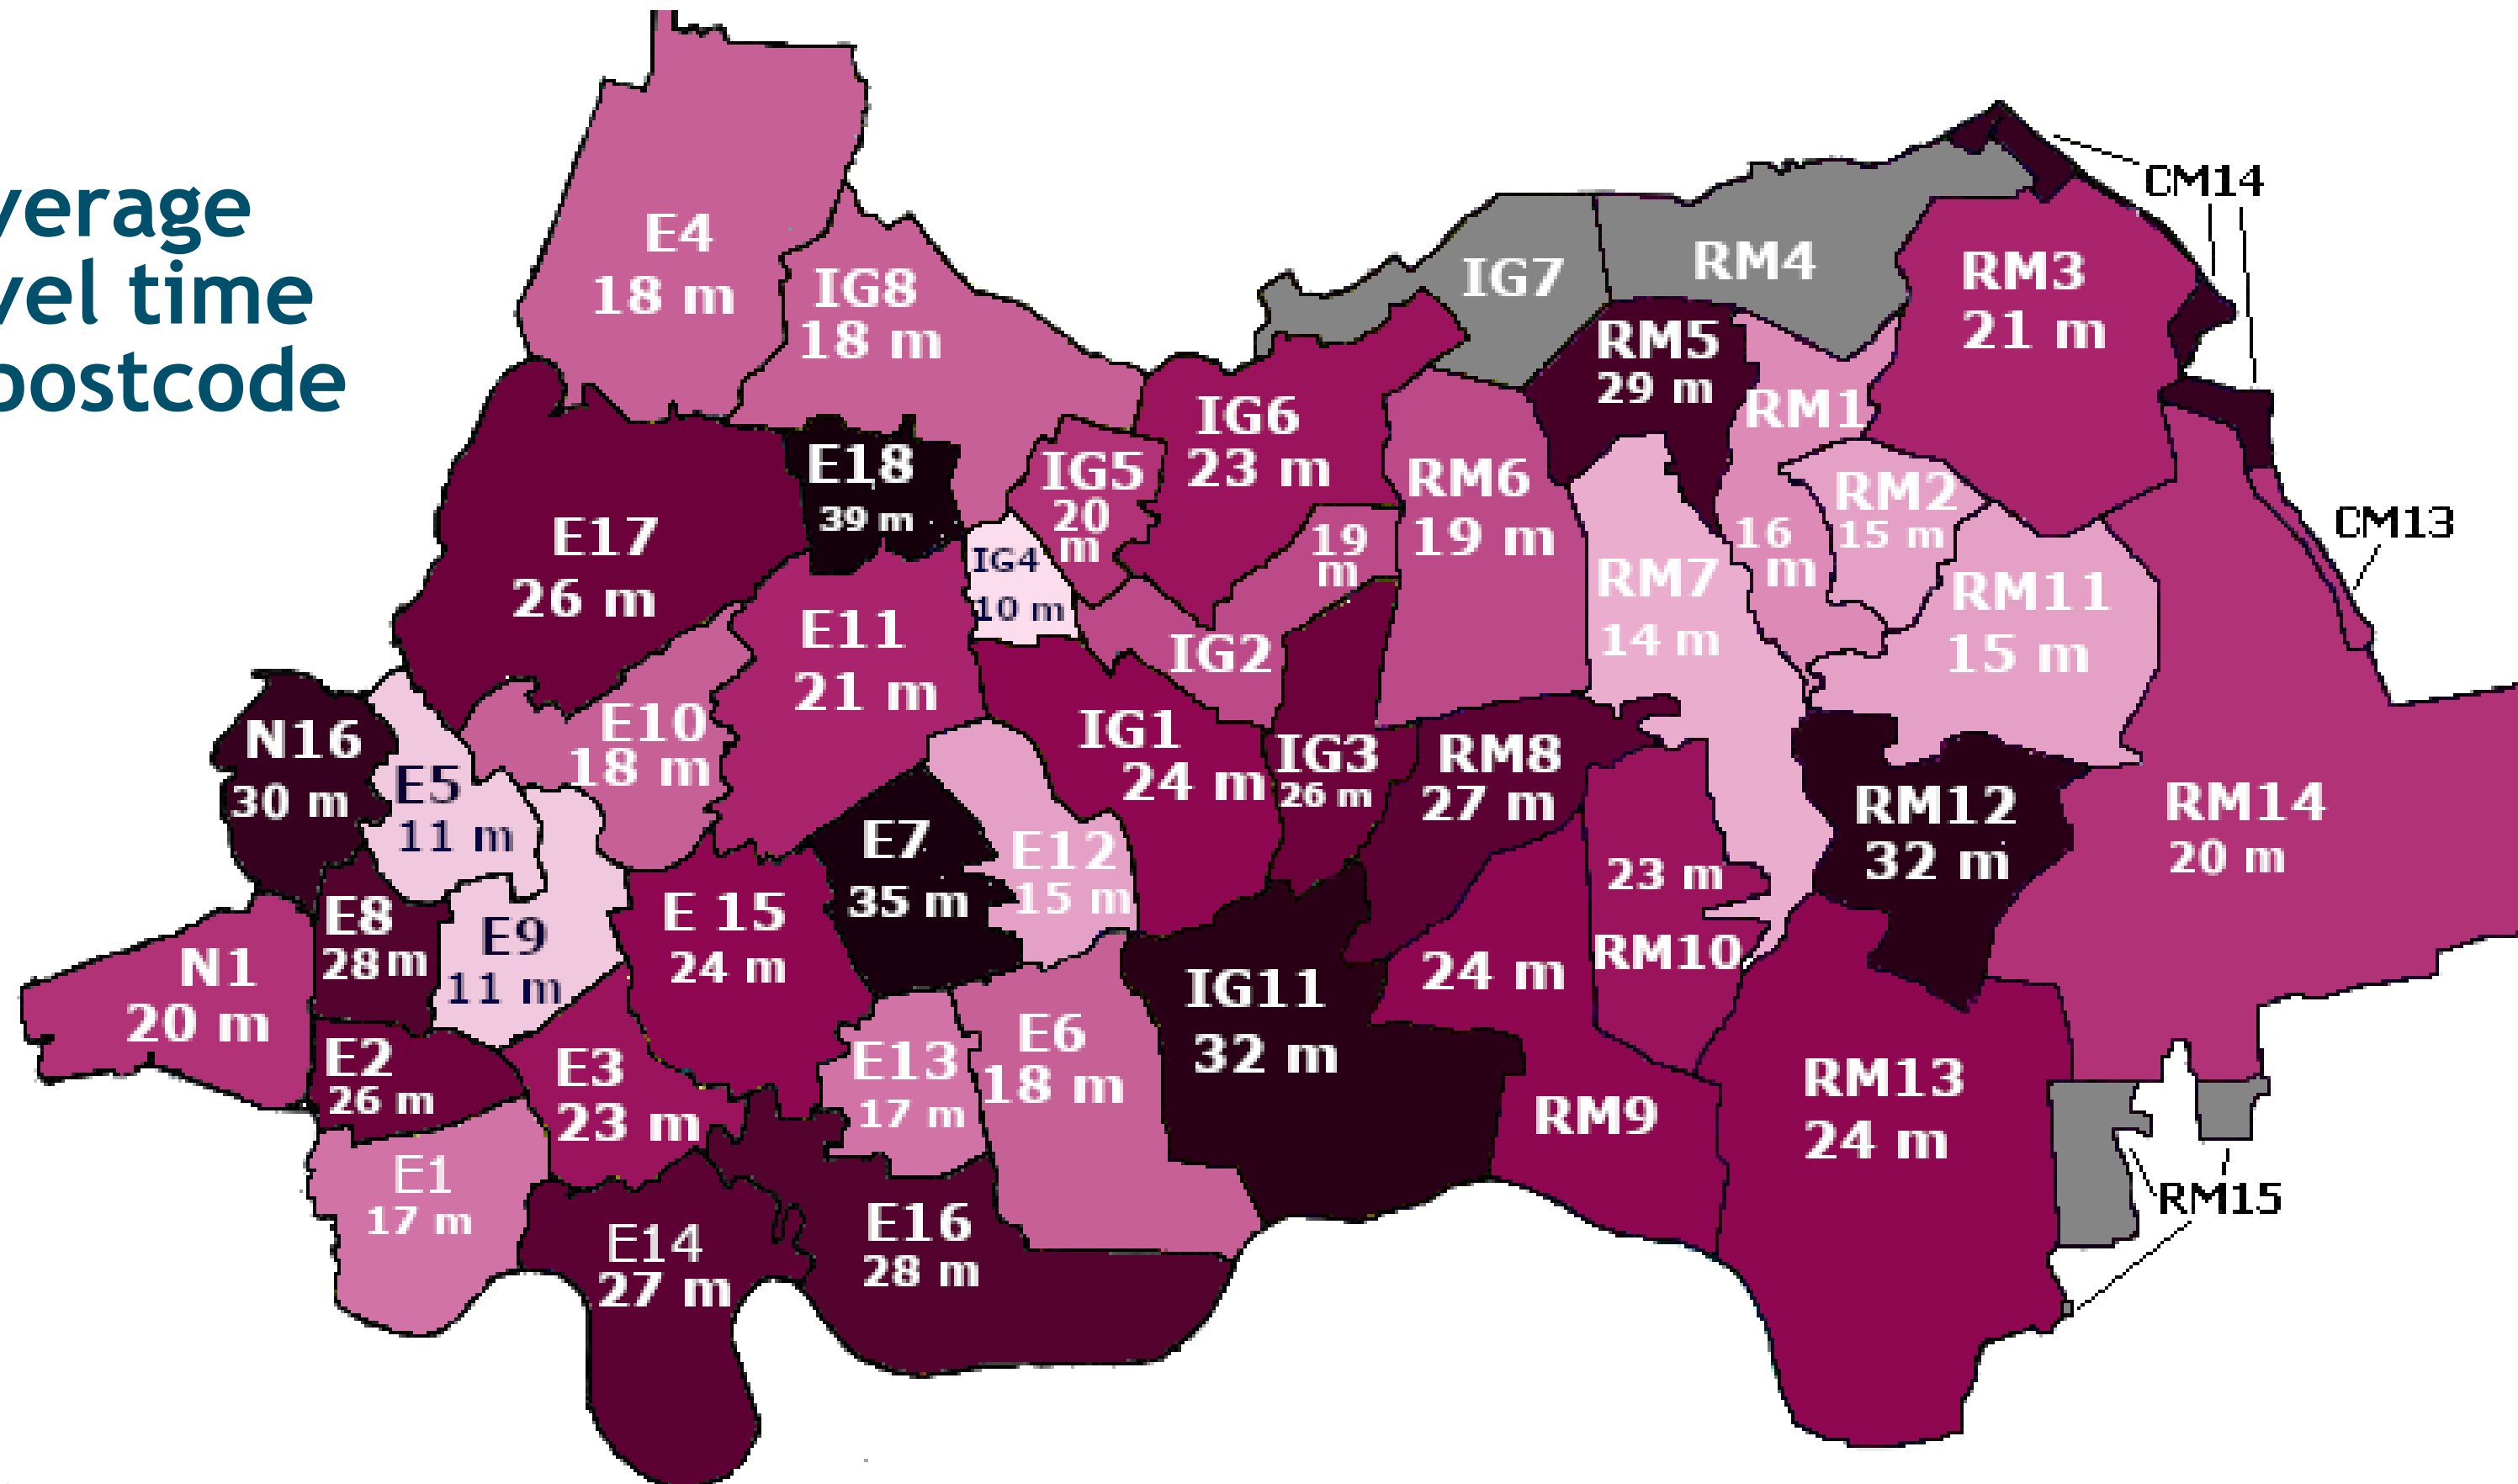 verage
vel time
postcode
E4
18 m
IG8
18 m
IG7
RM4
RM3
21 m
CM14
RM5
29 m
RM1
16
m
IG6
23 m
IG5
20
m
E18
39 m
E17
26 m
IG4
10 m
RM6
19 m
19
m
IG2
RM2
15 m
CM13
RM7
14 m
RM11
15 m
E11
21 m
E10
18 m
N16
30 m
E5
11 m
IG1
24 m
IG3
26 m
RM8
27 m
RM12
32 m
RM14
20 m
E7
35 m
E12
15 m
23 m
RM10
E8
28 m
E9
11 m
E 15
24 m
N1
20 m
24 m
RM9
IG11
32 m
E2
26 m
E3
23 m
E13
17 m
E6
18 m
RM13
24 m
E1
17 m
E14
27 m
E16
28 m
RM15